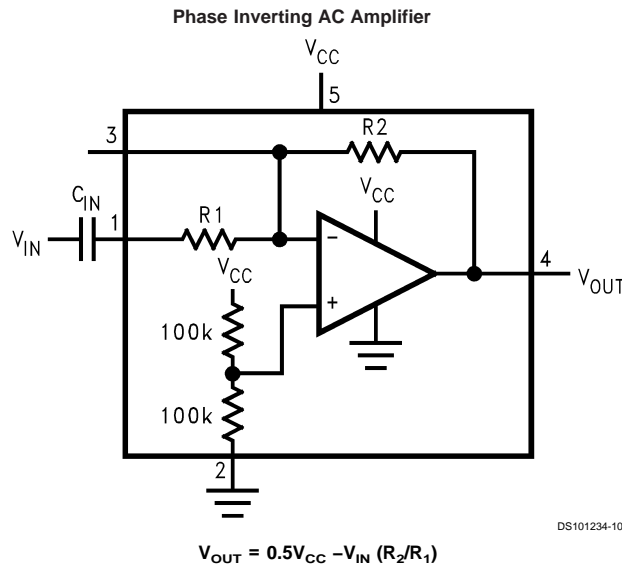 Phase Inverting AC Amplifier
VCC
5
3
R2
CIN
VCC
VIN
1
R1
VCC
−
4
VOUT
+
100k
100k
2
DS101234-10
VOUT = 0.5VCC –VIN (R2/R1)